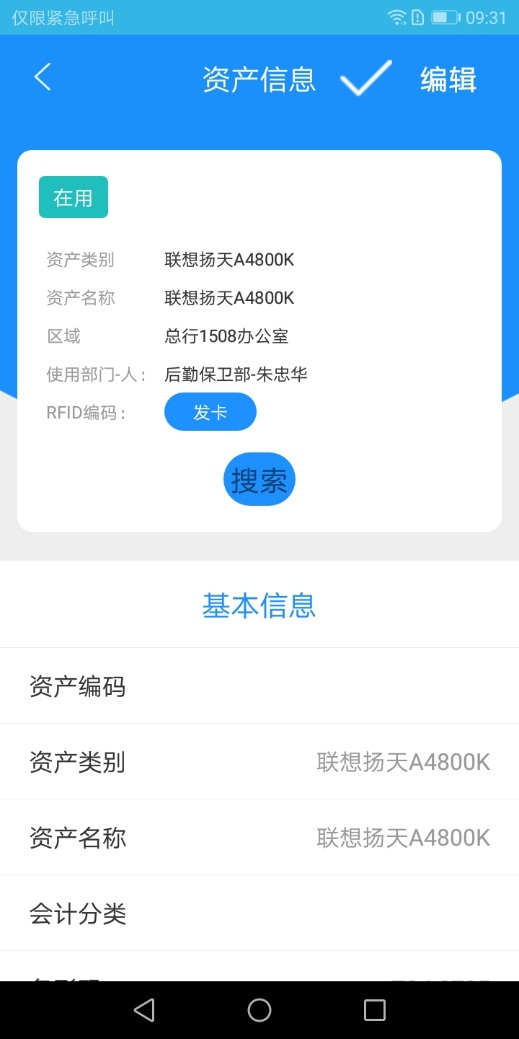 仅限紧急呼叫 09:31
资产信息 编辑
在用
资产类别 联想扬天A4800K
资产名称 联想扬天A4800K
区域 总行1508办公室
使用部门-人： 后勤保卫部-朱忠华
RFID编码： 发卡
搜索
基本信息
资产编码
资产类别 联想扬天A4800K
资产名称 联想扬天A4800K
会计分类